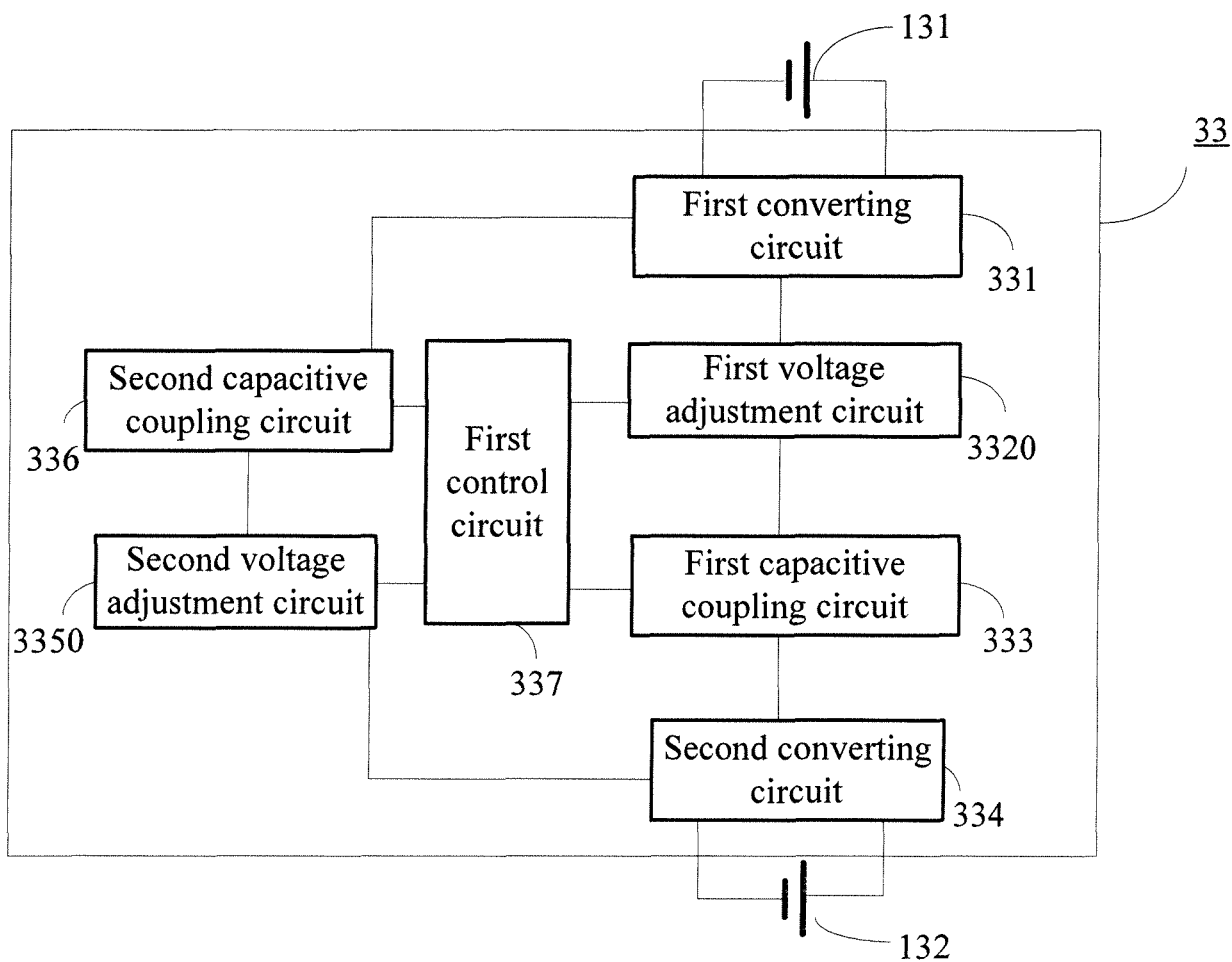 131
33
First converting
circuit
331
Second capacitive
coupling circuit
336
First
control
circuit
337
First voltage
adjustment circuit
3320
Second voltage
adjustment circuit
3350
First capacitive
coupling circuit
333
Second converting
circuit
334
132